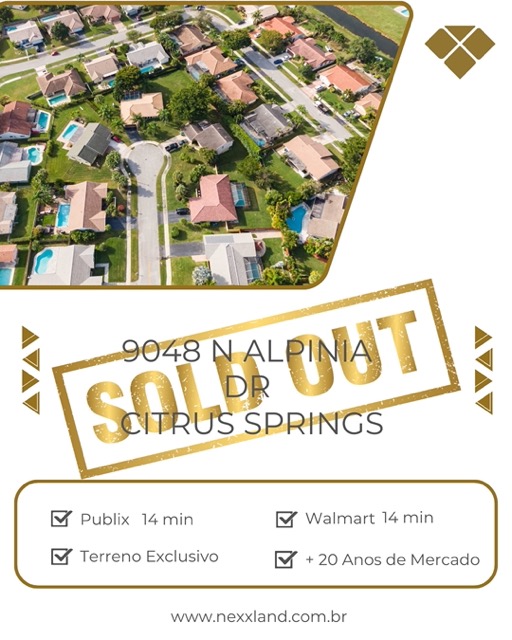 9048 N ALPINIA
DR
CITRUS SPRINGS
SOLD OUT
Publix 14 min
Walmart 14 min
Terreno Exclusivo
+ 20 Anos de Mercado
www.nexxland.com.br